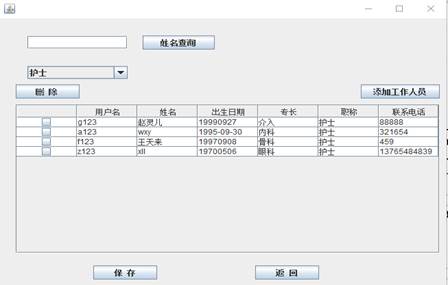 姓名查询
护士
删 除
添加工作人员
用户名 姓名 出生日期 专长 职称 联系电话
g123 赵灵儿 19990927 介入 护士 88888
a123 wxy 1995-09-30 内科 护士 321654
f123 王天来 19970908 骨科 护士 459
z123 xll 19700506 眼科 护士 13765484839
保 存
返 回